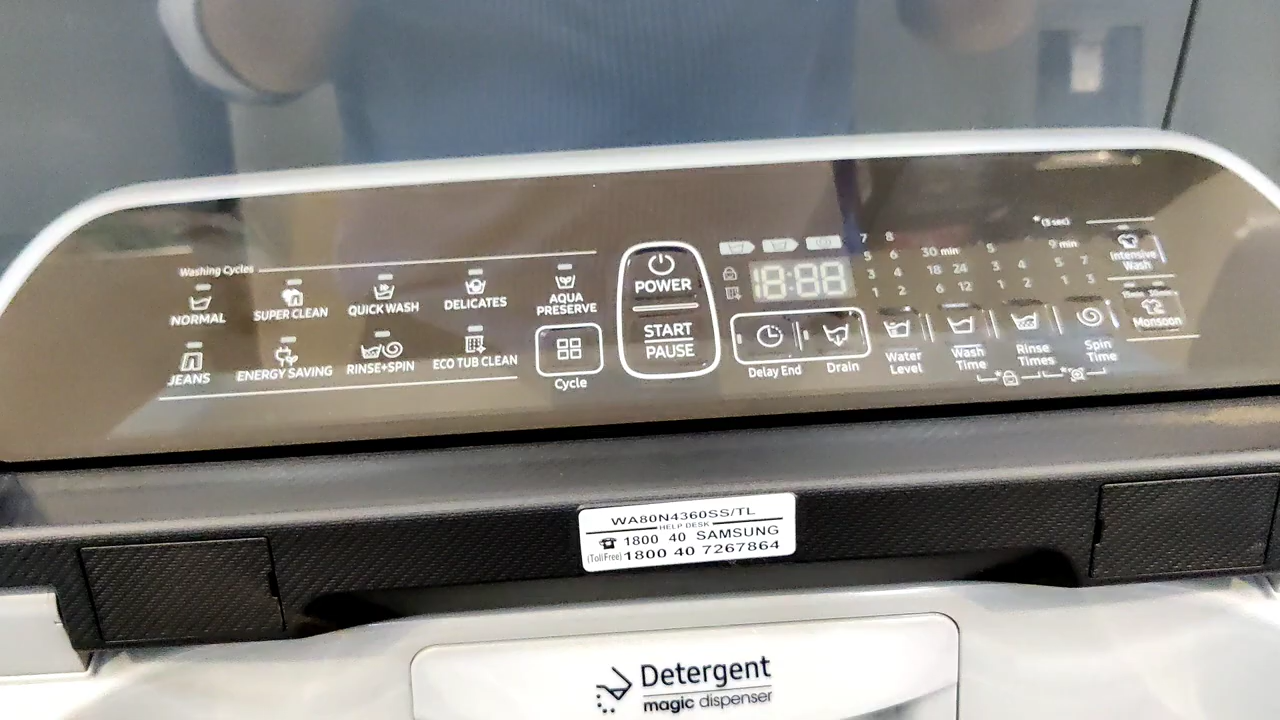 Washing Cycles
NORMAL
SUPER CLEAN
QUICK WASH
DELICATES
AQUA
PRESERVE
JEANS
ENERGY SAVING
RINSE+SPIN
ECO TUB CLEAN
Cycle
POWER
START
PAUSE
18:88
Delay End
Drain
* (3 sec)
7 8
5 6 30 min 5 9 min
3 4 18 24 3 4 5 7
1 2 6 12 1 2 1 3
Water
Level
Wash
Time
Rinse
Times
Spin
Time
Intensive
Wash
Monsoon
WA80N4360SS/TL
HELP DESK
1800 40 SAMSUNG
(Toll Free) 1800 40 7267864
Detergent
magic dispenser